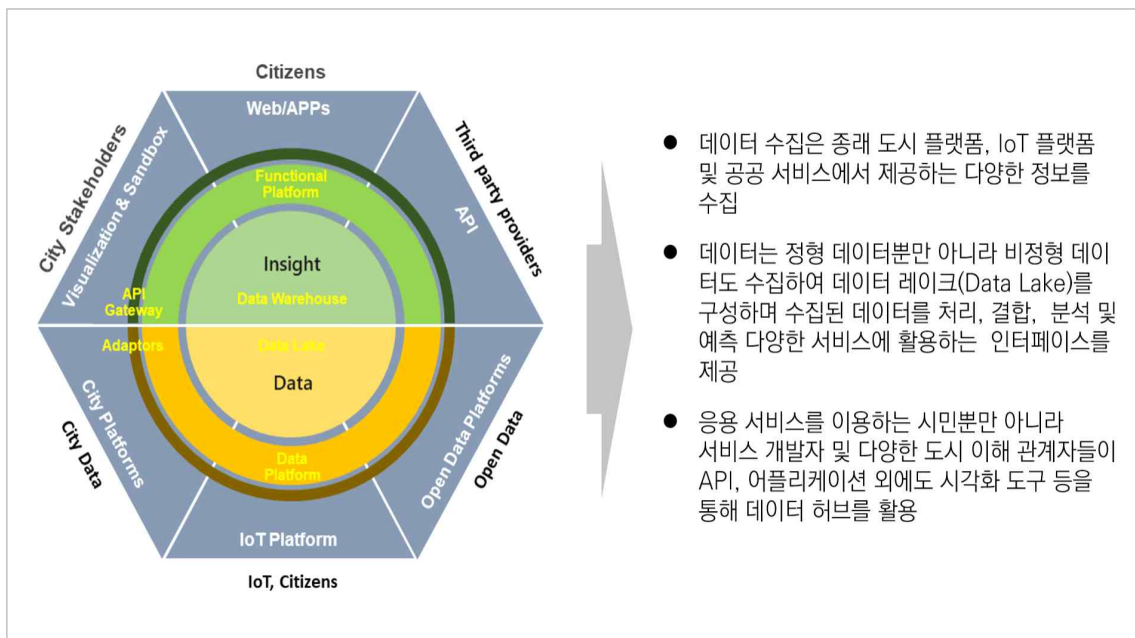 Citizens
Web/APPs
City Stakeholders
Visualization & Sandbox
Third party providers
API
Functional
Platform
Insight
Data Warehouse
API
Gateway
Adaptors
Data Lake
Data
City Platforms
City Data
Data
Platform
Open Data Platforms
Open Data
IoT Platform
IoT, Citizens
● 데이터 수집은 종래 도시 플랫폼, IoT 플랫폼
및 공공 서비스에서 제공하는 다양한 정보를
수집
● 데이터는 정형 데이터뿐만 아니라 비정형 데이
터도 수집하여 데이터 레이크(Data Lake)를
구성하며 수집된 데이터를 처리, 결합, 분석 및
예측 다양한 서비스에 활용하는 인터페이스를
제공
● 응용 서비스를 이용하는 시민뿐만 아니라
서비스 개발자 및 다양한 도시 이해 관계자들이
API, 어플리케이션 외에도 시각화 도구 등을
통해 데이터 허브를 활용